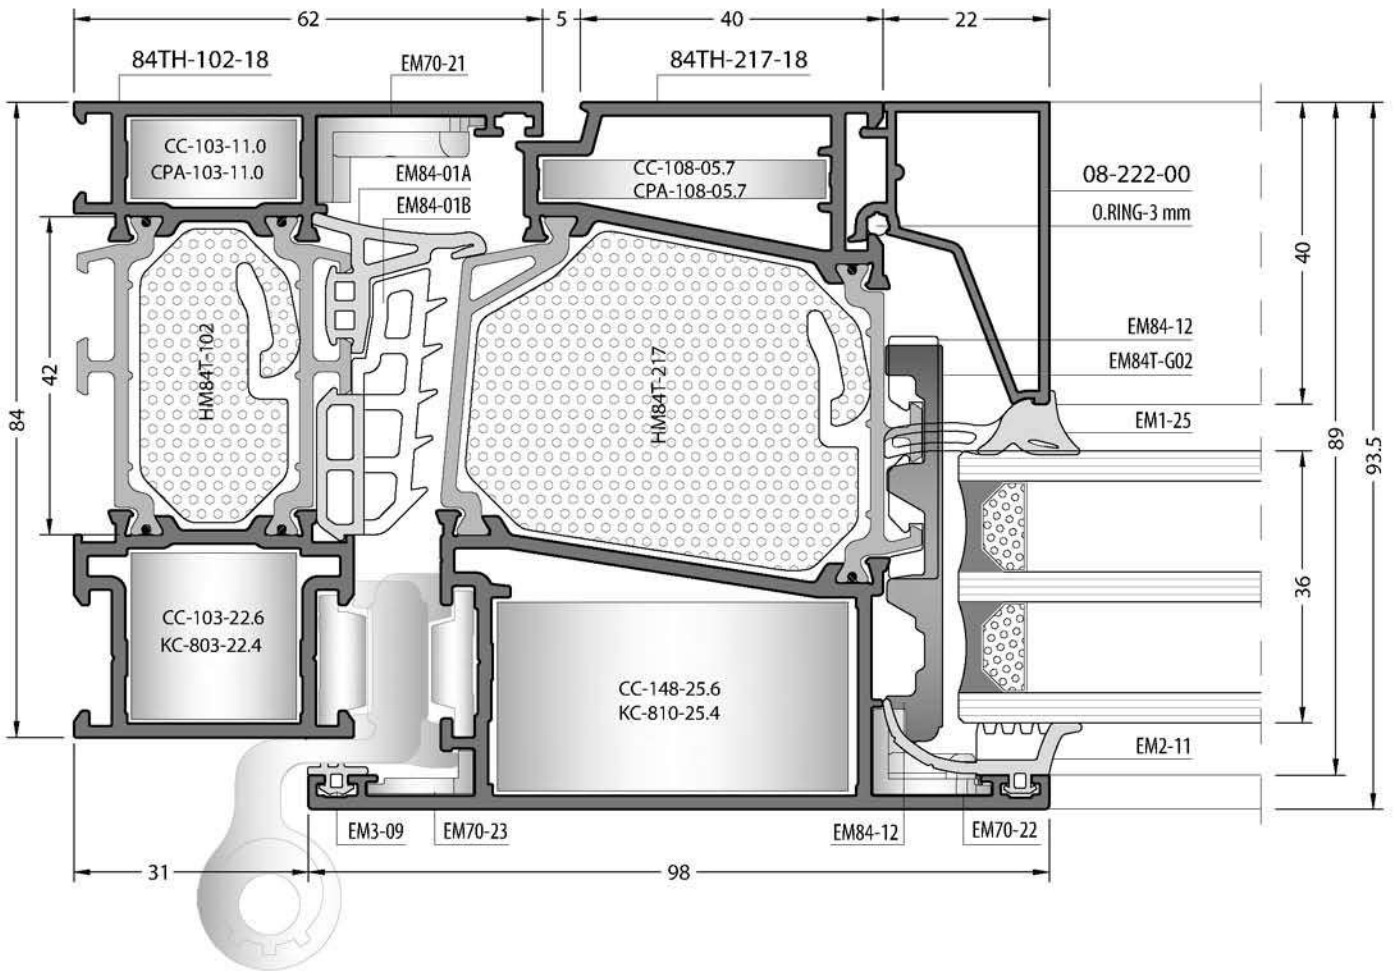 62
5
40
22
84TH-102-18
EM70-21
84TH-217-18
CC-103-11.0
CPA-103-11.0
EM84-01A
EM84-01B
CC-108-05.7
CPA-108-05.7
08-222-00
O.RING-3 mm
40
42
84
HM84T-102
HM84T-217
EM84-12
EM84T-G02
EM1-25
89
93.5
36
CC-103-22.6
KC-803-22.4
CC-148-25.6
KC-810-25.4
EM2-11
EM3-09
EM70-23
EM84-12
EM70-22
31
98